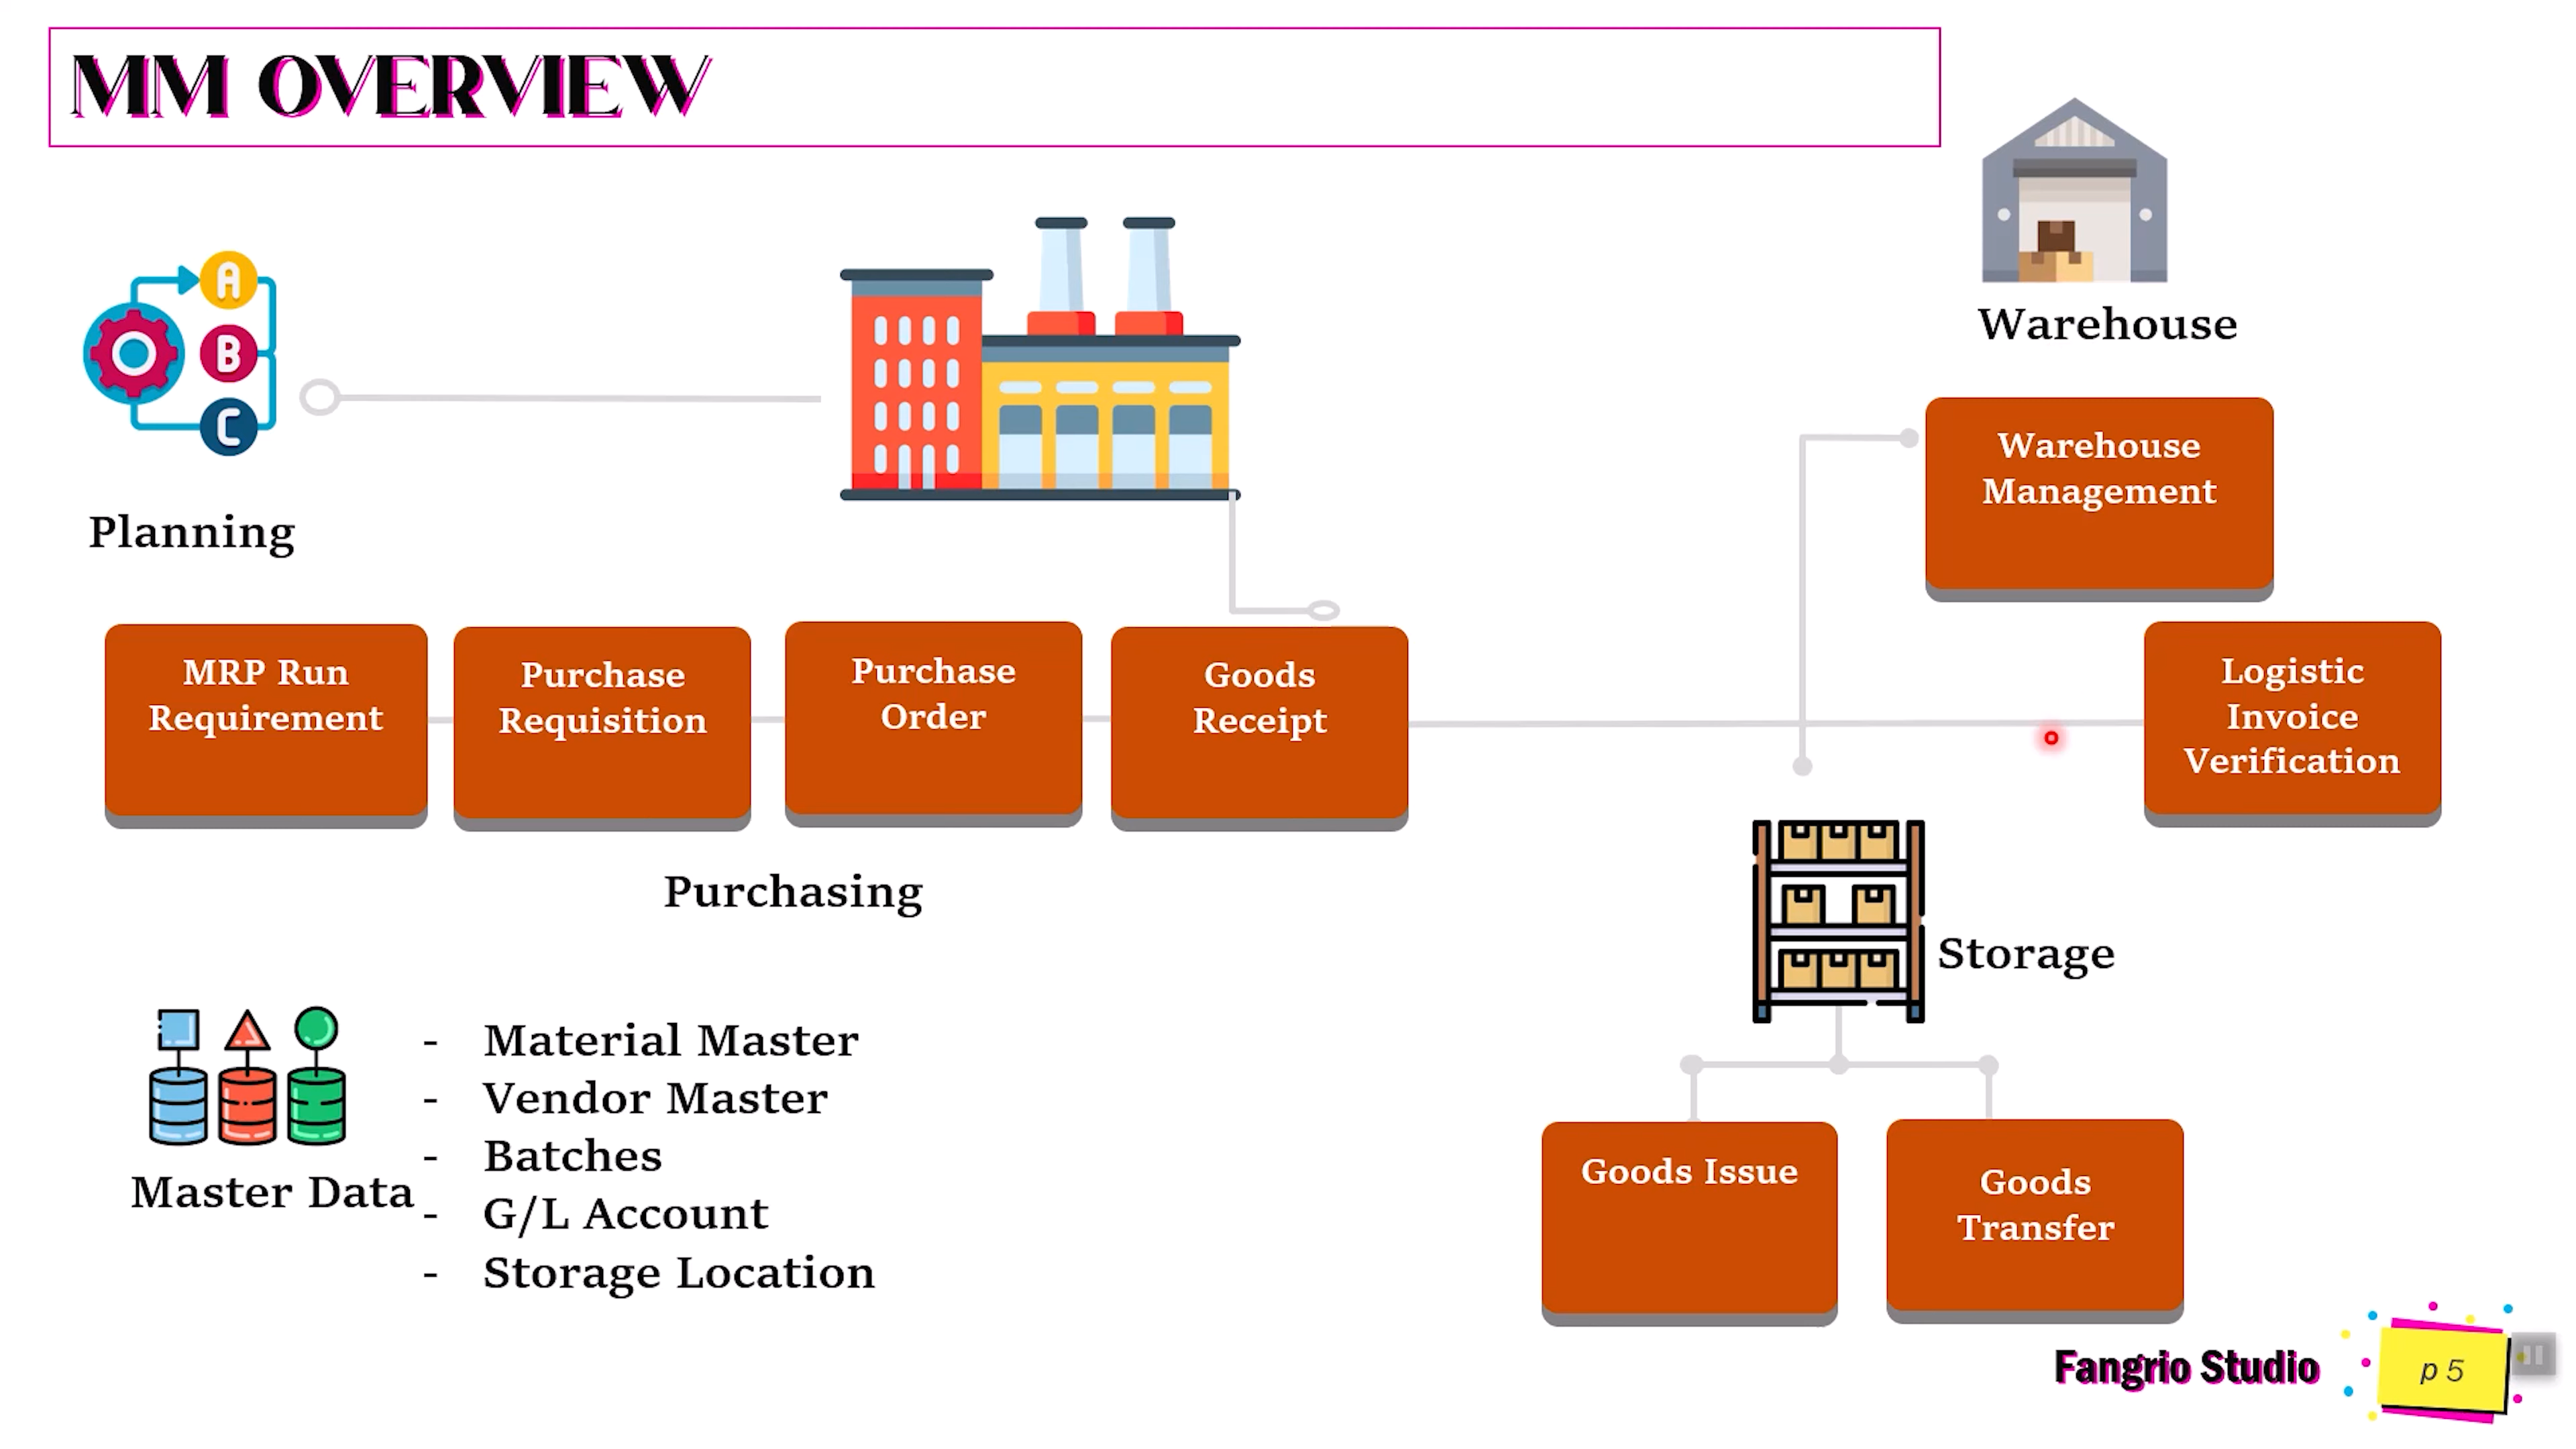 MM OVERVIEW
A
B
C
Planning
Warehouse
Warehouse
Management
MRP Run
Requirement
Purchase
Requisition
Purchase
Order
Goods
Receipt
Logistic
Invoice
Verification
Purchasing
Storage
Master Data
- Material Master
- Vendor Master
- Batches
- G/L Account
- Storage Location
Goods Issue
Goods
Transfer
Fangrio Studio
p 5